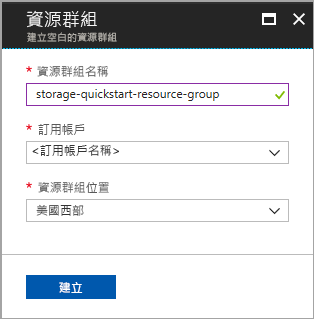 資源群組
建立空白的資源群組
* 資源群組名稱
storage-quickstart-resource-group
* 訂用帳戶
<訂用帳戶名稱>
* 資源群組位置
美國西部
建立